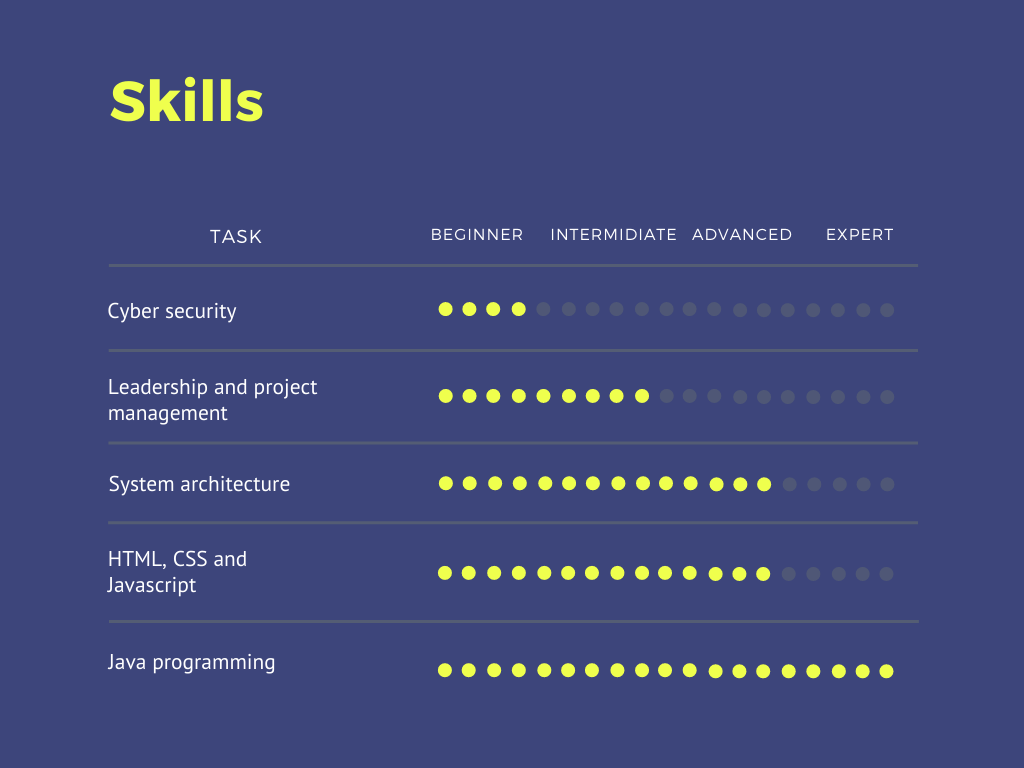 Skills
TASK BEGINNER INTERMIDIATE ADVANCED EXPERT
Cyber security
Leadership and project
management
System architecture
HTML, CSS and
Javascript
Java programming